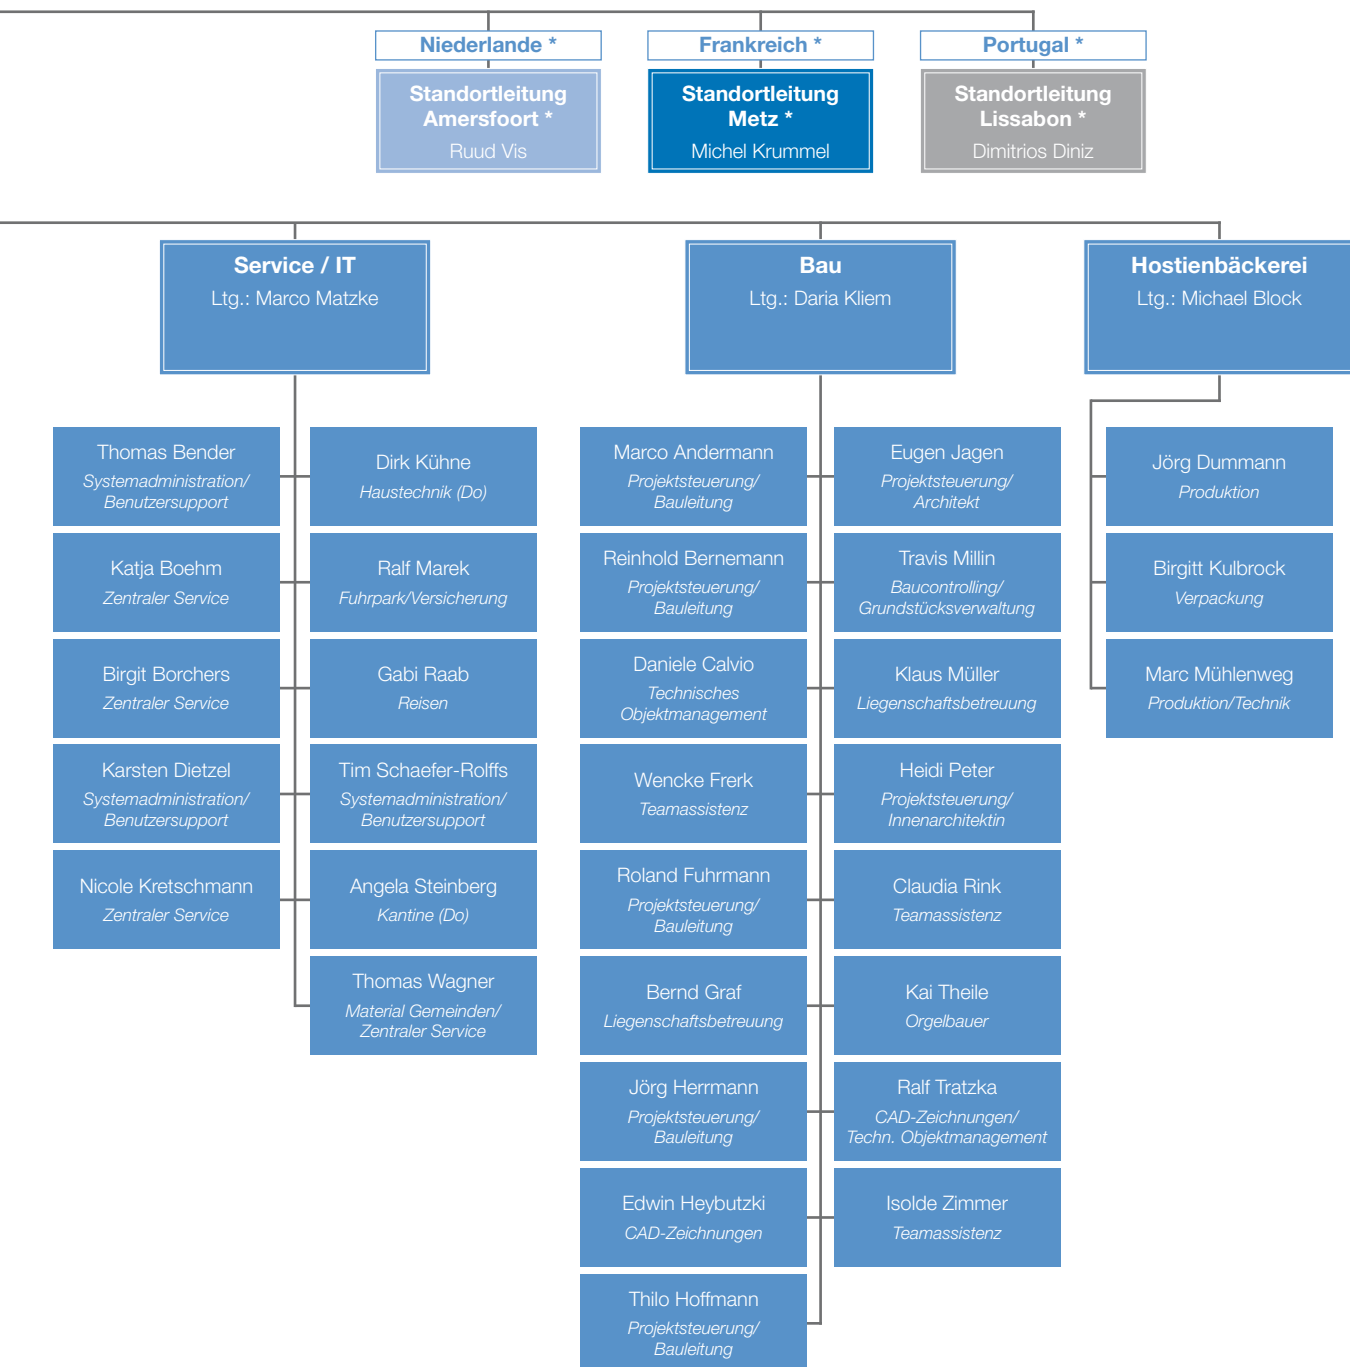 Niederlande *
Frankreich *
Portugal *
Standortleitung
Amersfoort *
Ruud Vis
Standortleitung
Metz *
Michel Krummel
Standortleitung
Lissabon *
Dimitrios Diniz
Service / IT
Ltg.: Marco Matzke
Bau
Ltg.: Daria Kliem
Hostienbäckerei
Ltg.: Michael Block
Thomas Bender
Systemadministration/
Benutzersupport
Katja Boehm
Zentraler Service
Birgit Borchers
Zentraler Service
Karsten Dietzel
Systemadministration/
Benutzersupport
Nicole Kretschmann
Zentraler Service
Dirk Kühne
Haustechnik (Do)
Ralf Marek
Fuhrpark/Versicherung
Gabi Raab
Reisen
Tim Schaefer-Rolffs
Systemadministration/
Benutzersupport
Angela Steinberg
Kantine (Do)
Thomas Wagner
Material Gemeinden/
Zentraler Service
Marco Andermann
Projektsteuerung/
Bauleitung
Reinhold Bernemann
Projektsteuerung/
Bauleitung
Daniele Calvio
Technisches
Objektmanagement
Wencke Frerk
Teamassistenz
Roland Fuhrmann
Projektsteuerung/
Bauleitung
Bernd Graf
Liegenschaftsbetreuung
Jörg Herrmann
Projektsteuerung/
Bauleitung
Edwin Heybutzki
CAD-Zeichnungen
Thilo Hoffmann
Projektsteuerung/
Bauleitung
Eugen Jagen
Projektsteuerung/
Architekt
Travis Millin
Baucontrolling/
Grundstücksverwaltung
Klaus Müller
Liegenschaftsbetreuung
Heidi Peter
Projektsteuerung/
Innenarchitektin
Claudia Rink
Teamassistenz
Kai Theile
Orgelbauer
Ralf Tratzka
CAD-Zeichnungen/
Techn. Objektmanagement
Isolde Zimmer
Teamassistenz
Jörg Dummann
Produktion
Birgitt Kulbrock
Verpackung
Marc Mühlenweg
Produktion/Technik